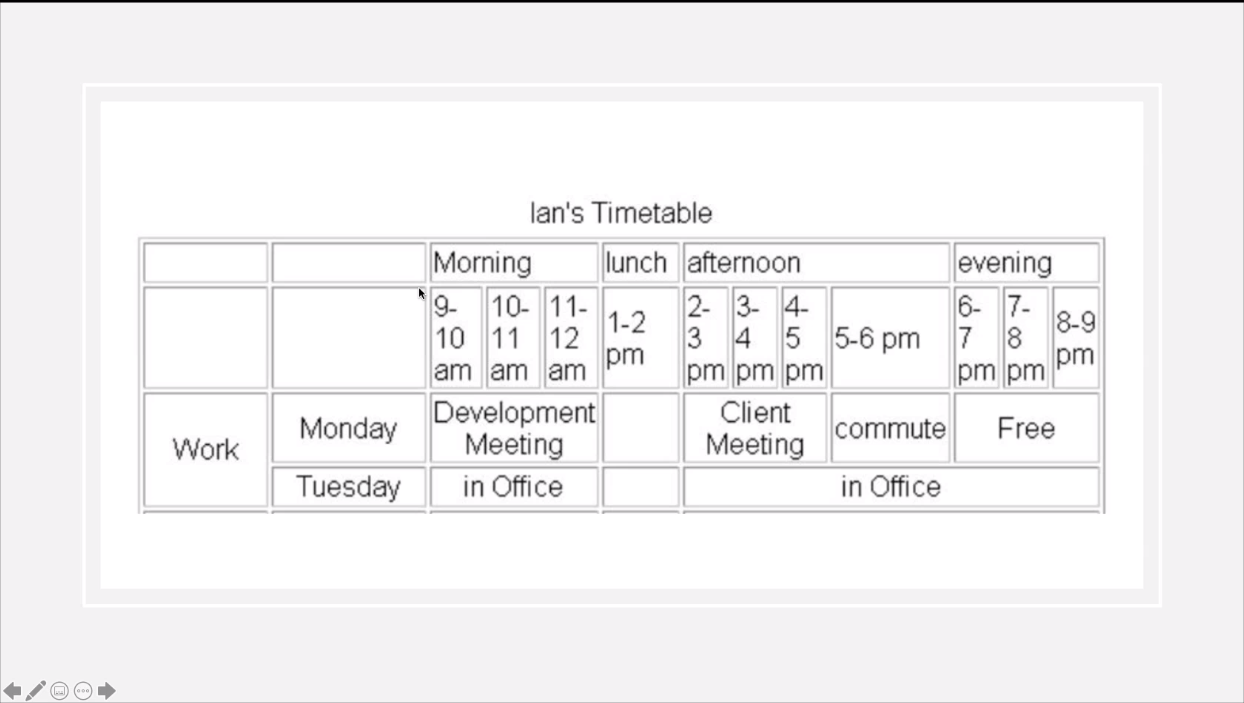 Ian's Timetable
Morning lunch afternoon evening
9-10 am 10-11 am 11-12 am 1-2 pm 2-3 pm 3-4 pm 4-5 pm 5-6 pm 6-7 pm 7-8 pm 8-9 pm
Work Monday Development Meeting Client Meeting commute Free
Tuesday in Office in Office